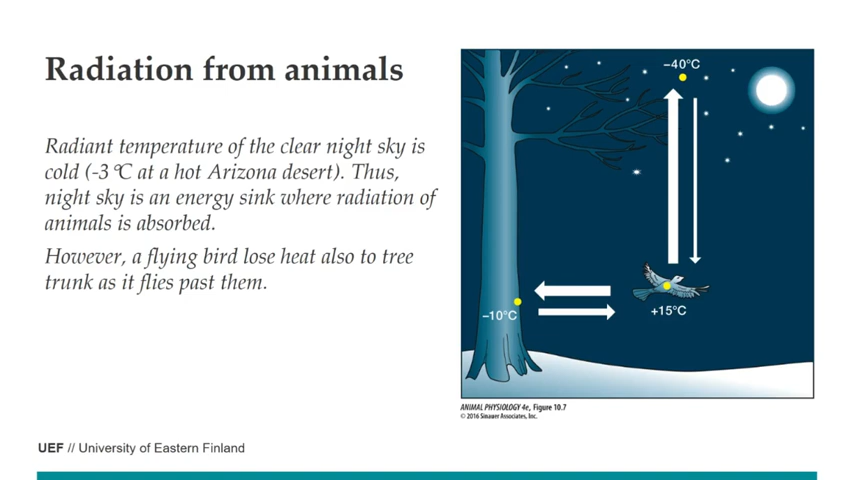 Radiation from animals
Radiant temperature of the clear night sky is
cold (-3 ℃ at a hot Arizona desert). Thus,
night sky is an energy sink where radiation of
animals is absorbed.
However, a flying bird lose heat also to tree
trunk as it flies past them.
–40°C
–10°C
+15°C
ANIMAL PHYSIOLOGY 4e, Figure 10.7
© 2016 Sinauer Associates, Inc.
UEF // University of Eastern Finland